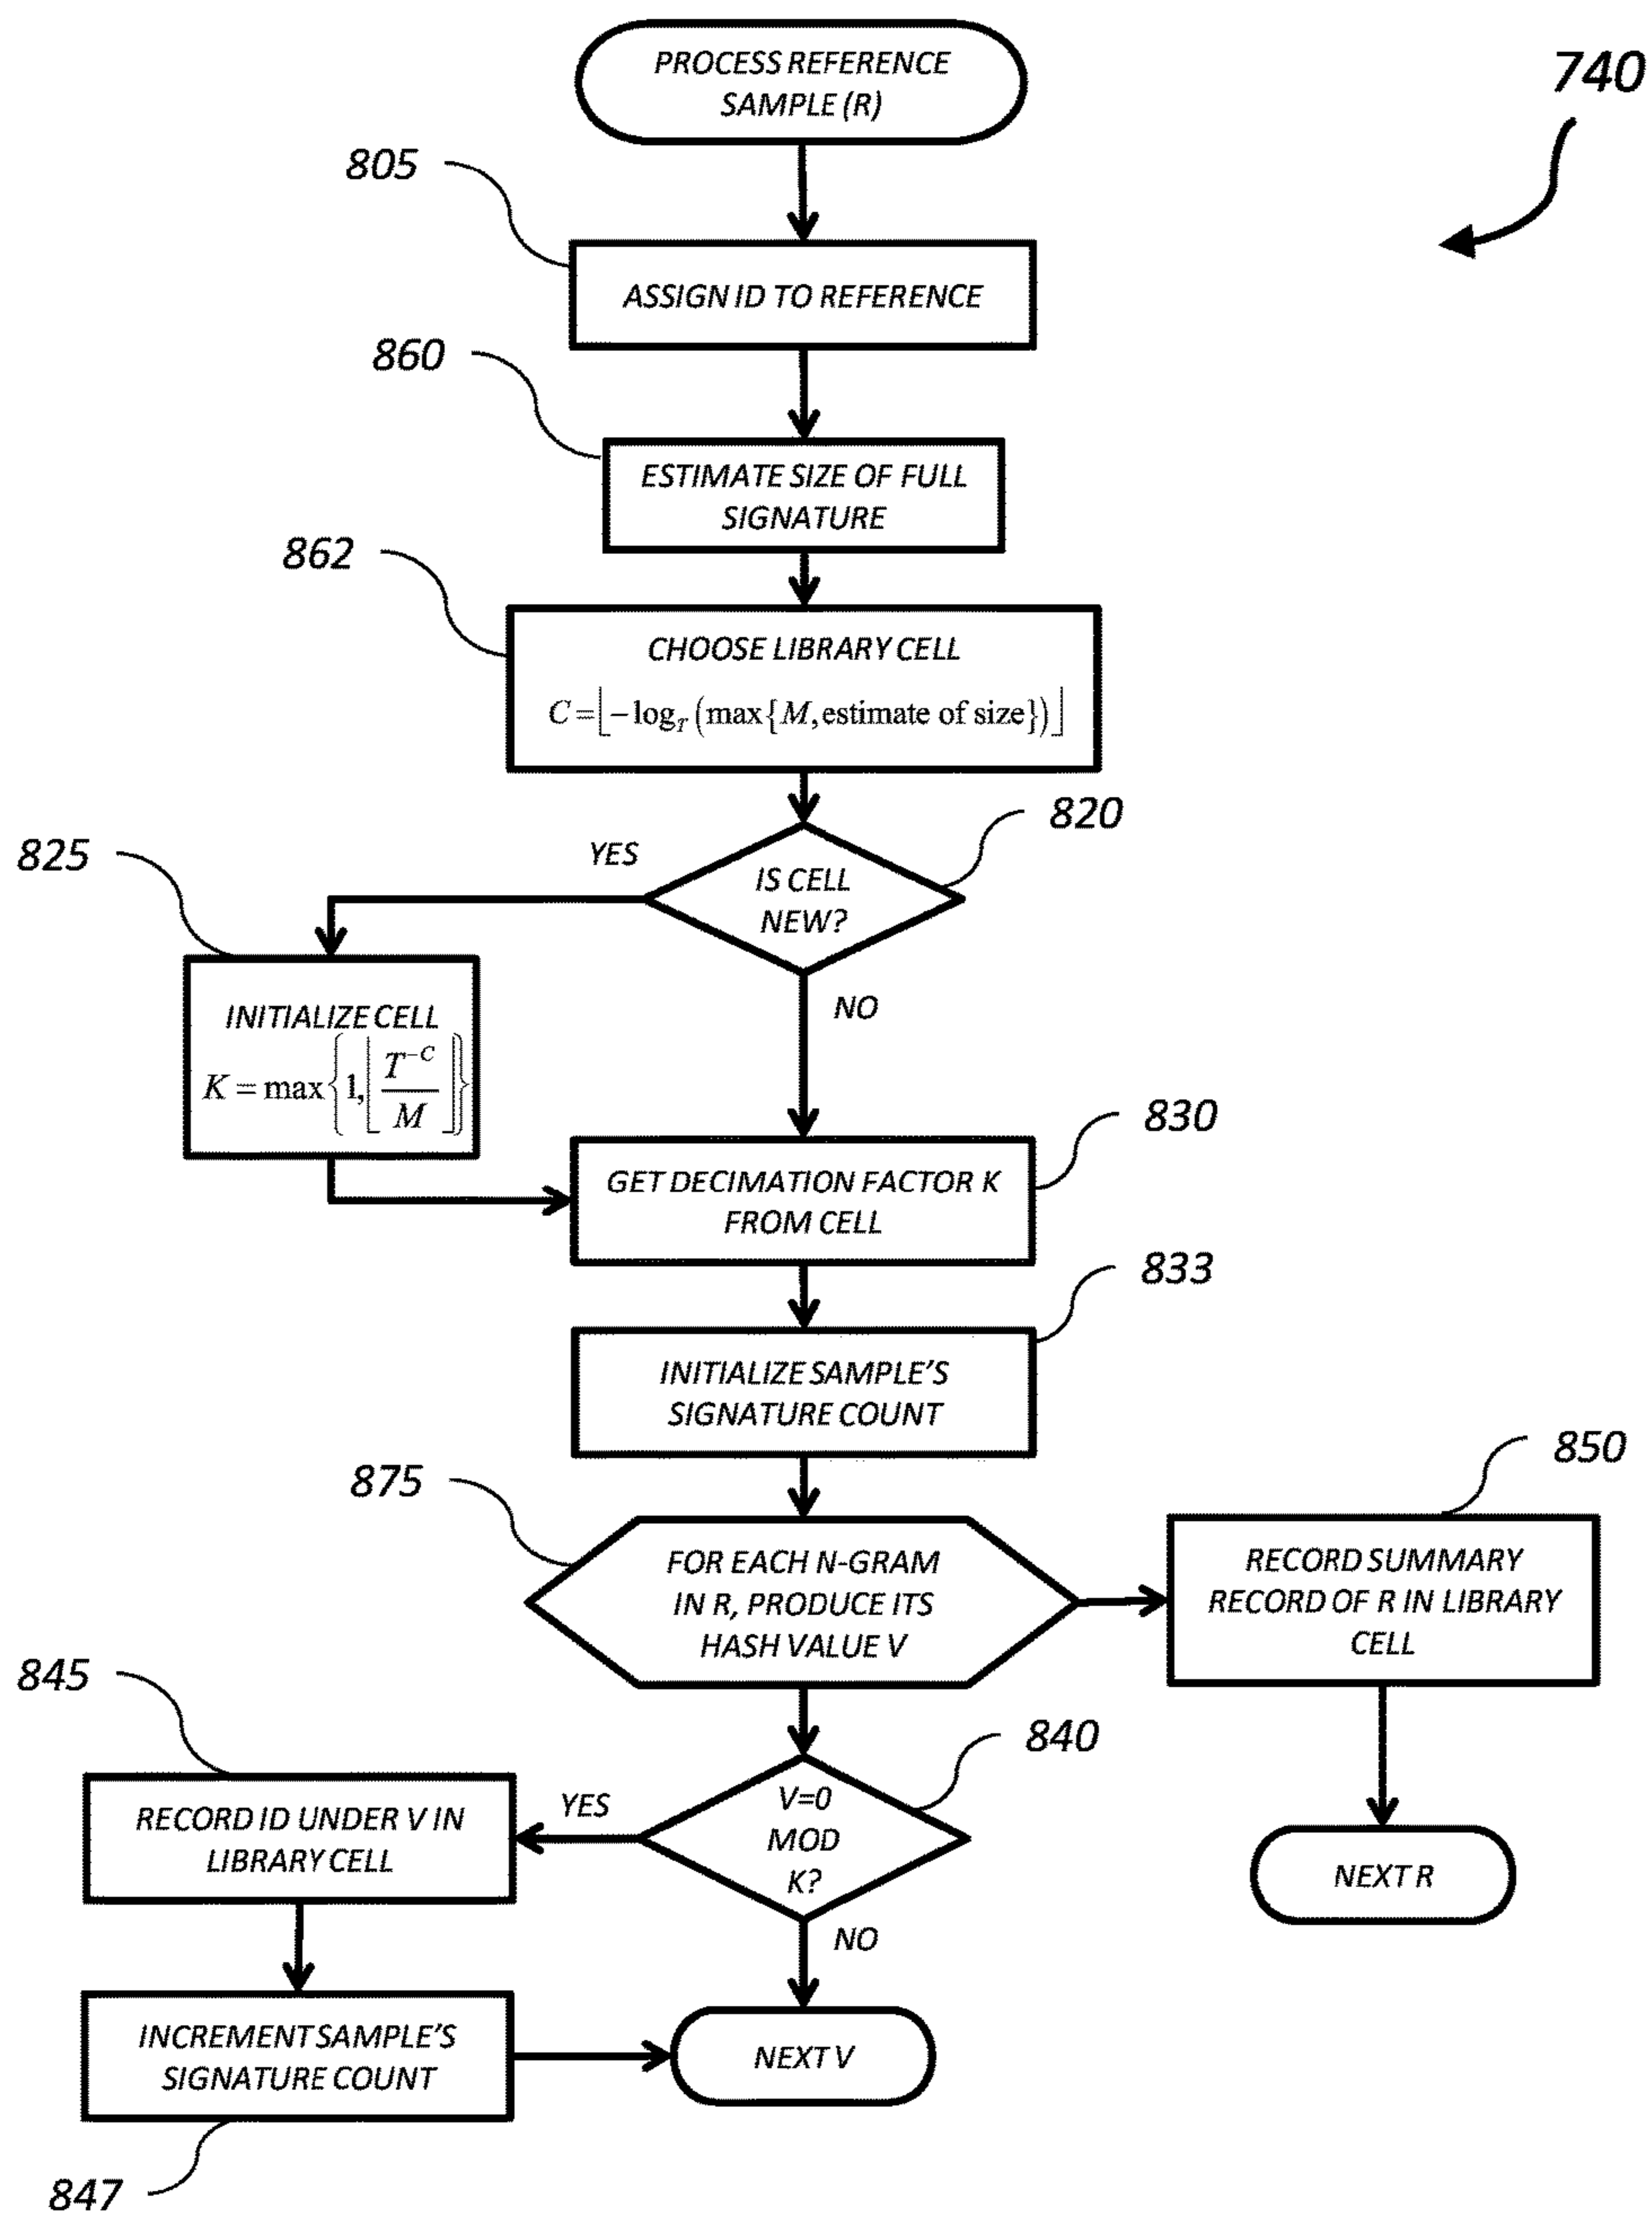 PROCESS REFERENCE
SAMPLE (R)
740
805
ASSIGN ID TO REFERENCE
860
ESTIMATE SIZE OF FULL
SIGNATURE
862
CHOOSE LIBRARY CELL
C=⌊−log_T(max{M,estimate of size})⌋
820
825
YES
IS CELL
NEW?
NO
INITIALIZE CELL
K = max{1,⌊T^−C/M⌋}
830
GET DECIMATION FACTOR K
FROM CELL
833
INITIALIZE SAMPLE'S
SIGNATURE COUNT
875
850
FOR EACH N-GRAM
IN R, PRODUCE ITS
HASH VALUE V
RECORD SUMMARY
RECORD OF R IN LIBRARY
CELL
845
840
RECORD ID UNDER V IN
LIBRARY CELL
YES
V=0
MOD
K?
NO
NEXT R
INCREMENT SAMPLE'S
SIGNATURE COUNT
NEXT V
847